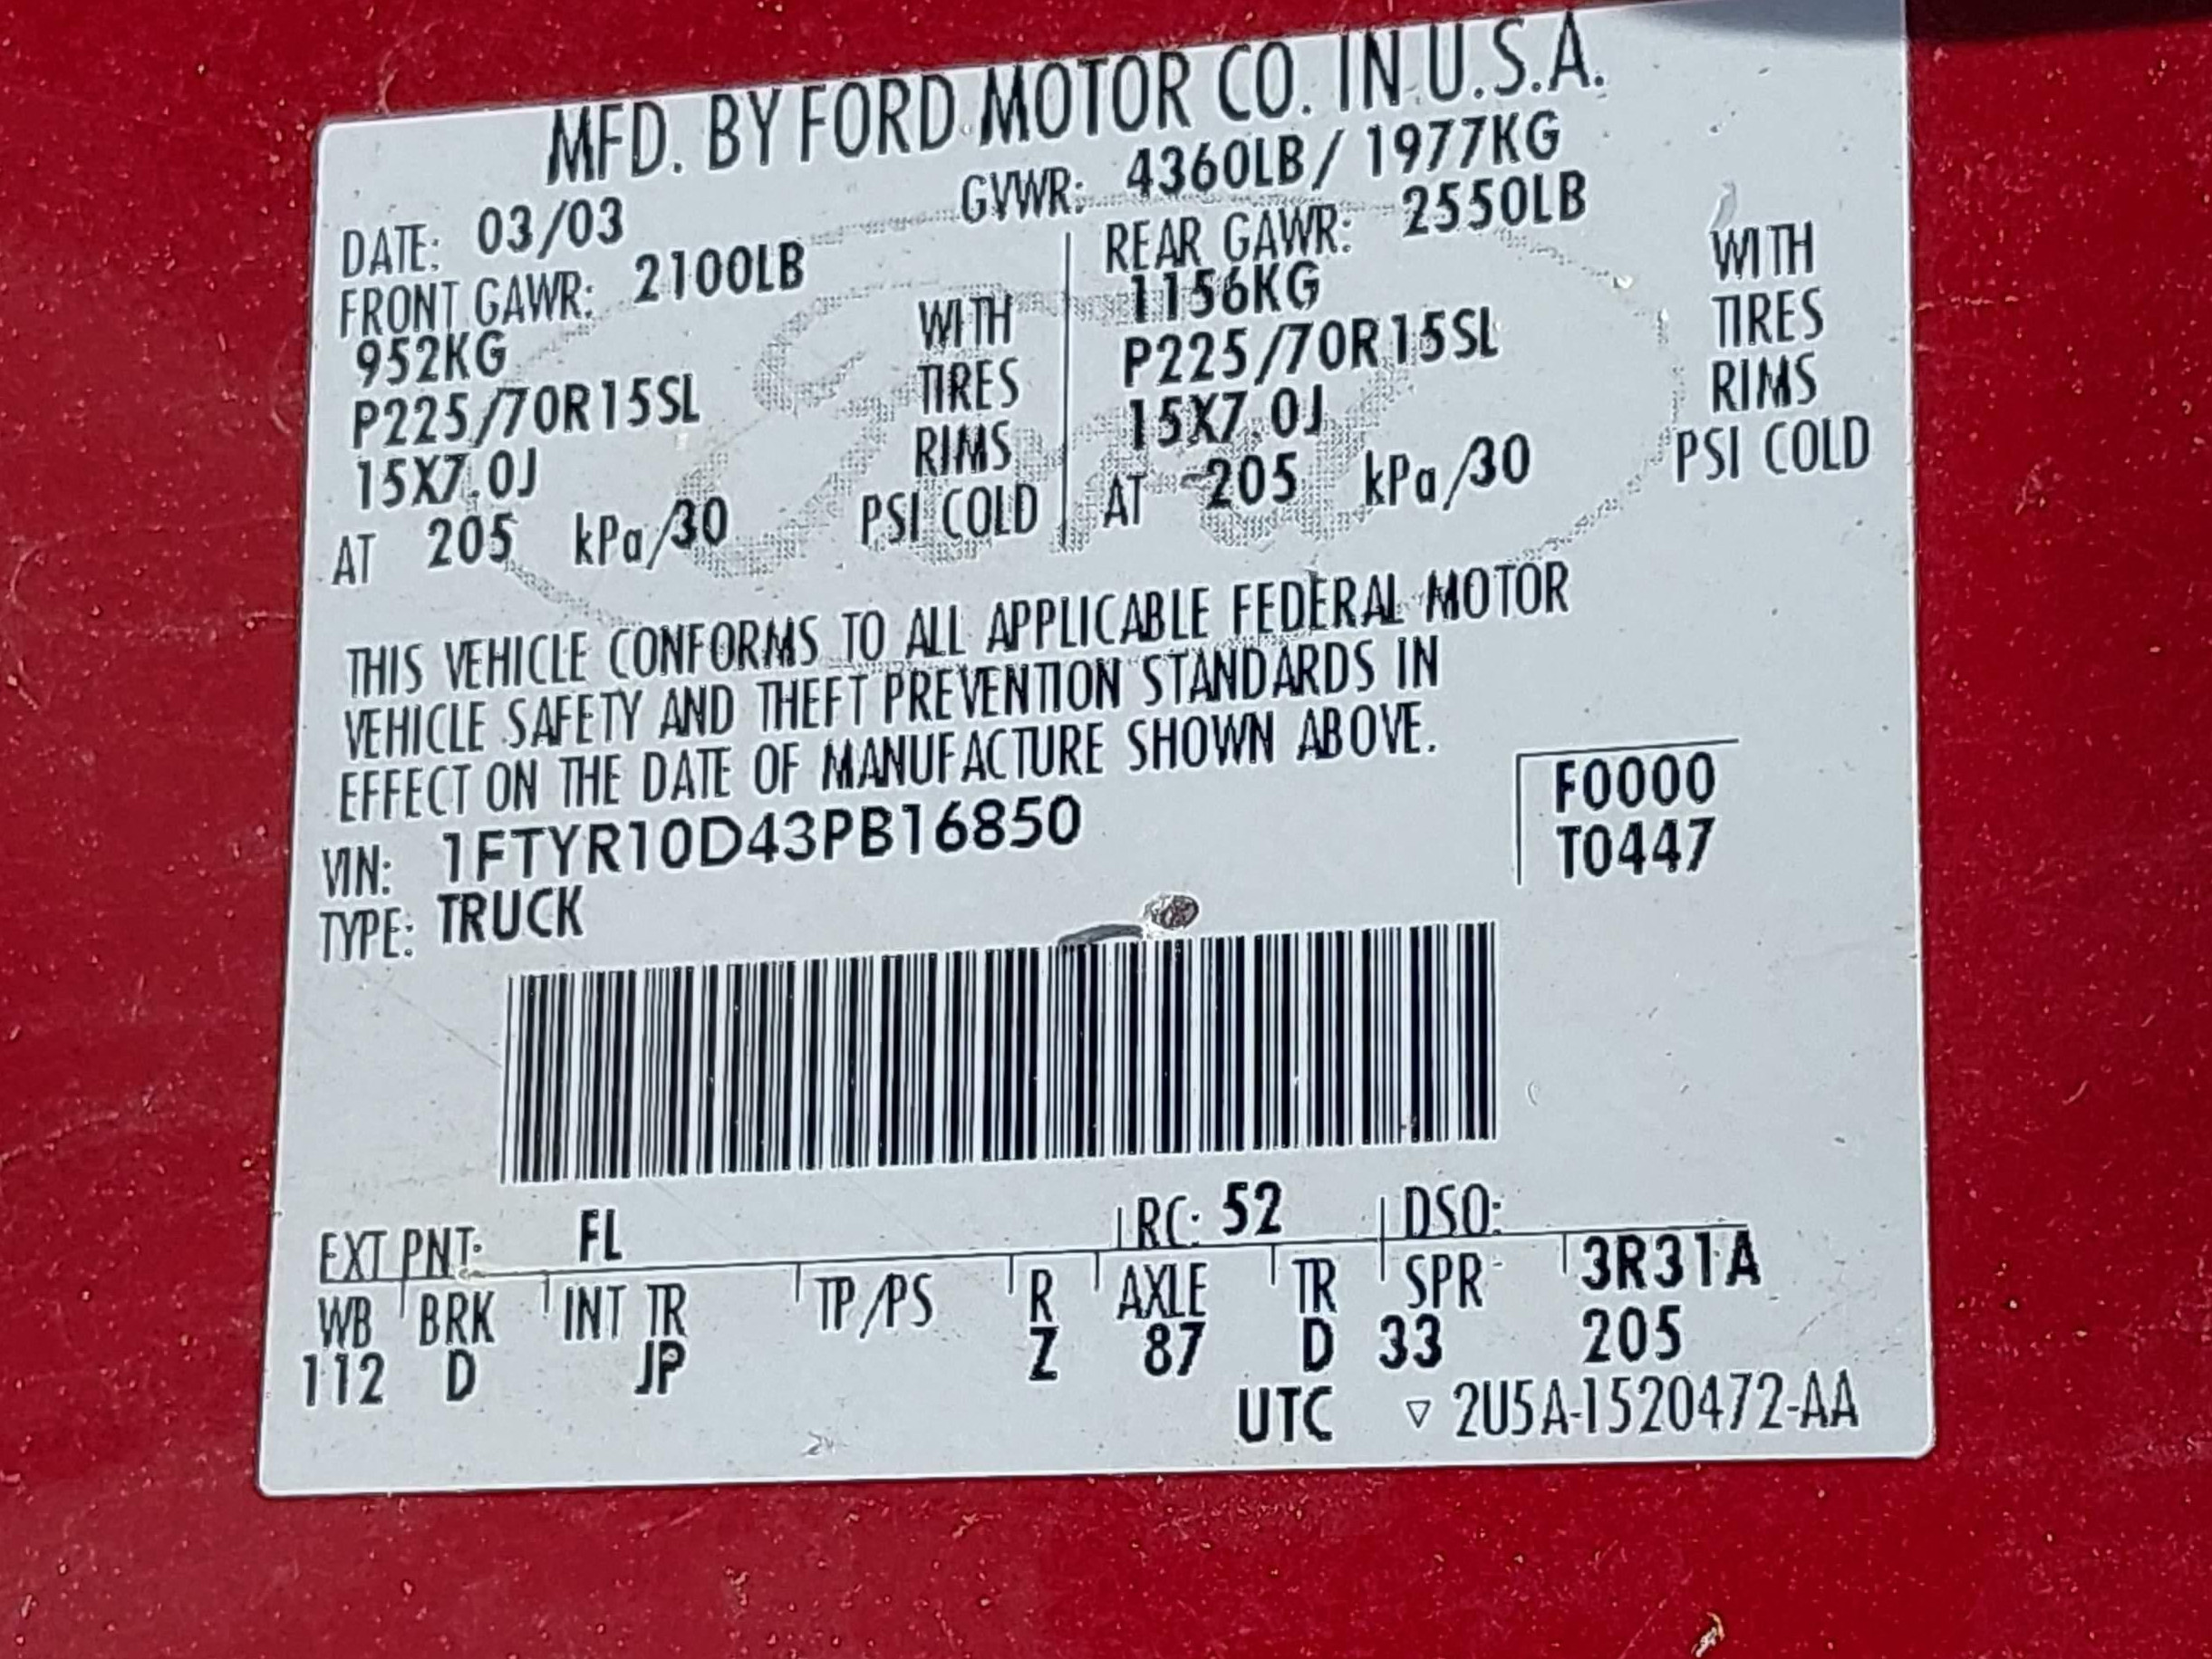 MFD. BY FORD MOTOR CO. IN U.S.A.
DATE: 03/03 GVWR: 4360LB/ 1977KG
FRONT GAWR: 2100LB REAR GAWR: 2550LB
952KG WITH 1156KG WITH
P225/70R15SL TIRES P225/70R15SL TIRES
15X7.0J RIMS 15X7.0J RIMS
AT 205 kPa/30 PSI COLD AT 205 kPa/30 PSI COLD
THIS VEHICLE CONFORMS TO ALL APPLICABLE FEDERAL MOTOR
VEHICLE SAFETY AND THEFT PREVENTION STANDARDS IN
EFFECT ON THE DATE OF MANUFACTURE SHOWN ABOVE.
VIN: 1FTYR10D43PB16850 F0000
TYPE: TRUCK T0447
EXT PNT: FL RC: 52 DSO:
WB BRK INT TR TP/PS R AXLE TR SPR 3R31A
112 D JP Z 87 D 33 205
UTC ▽ 2U5A-1520472-AA